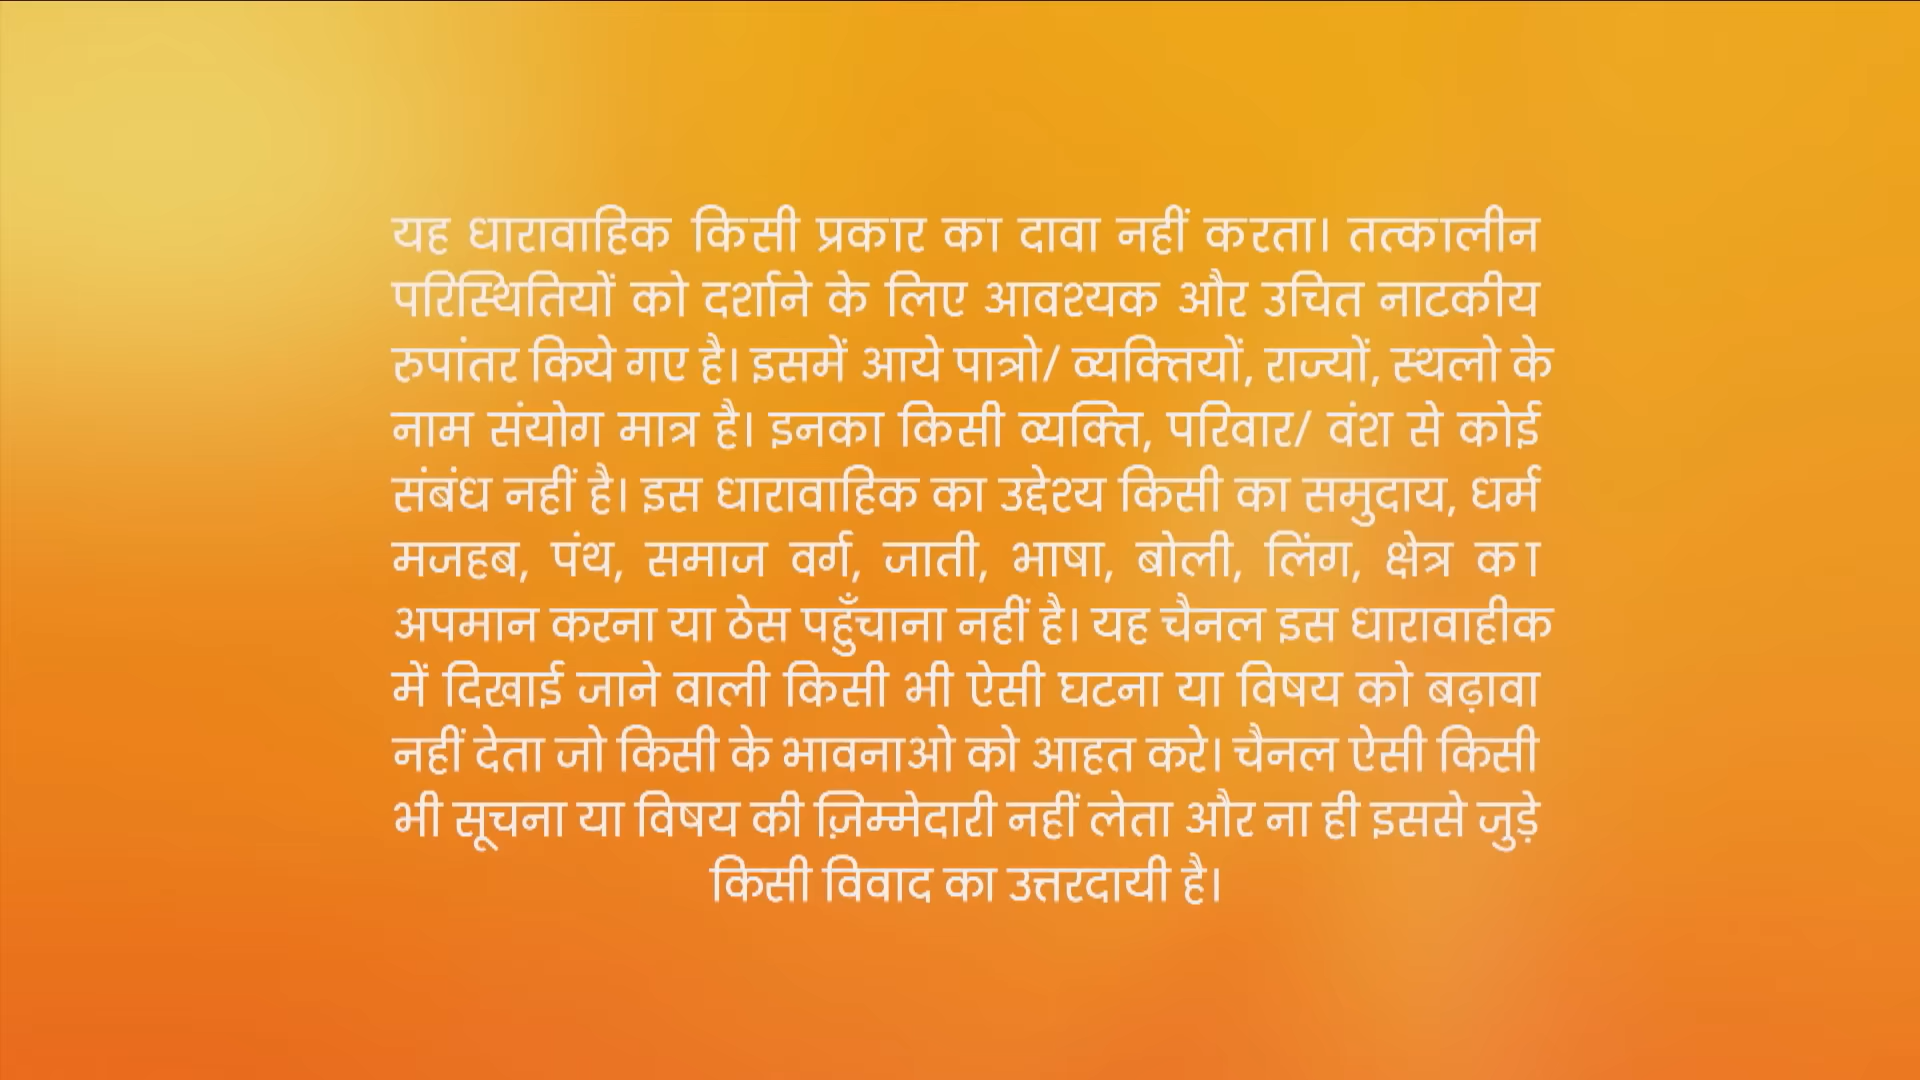 यह धारावाहिक किसी प्रकार का दावा नहीं करता। तत्कालीन
परिस्थितियों को दर्शाने के लिए आवश्यक और उचित नाटकीय
रुपांतर किये गए है। इसमें आये पात्रो/ व्यक्तियों, राज्यों, स्थलो के
नाम संयोग मात्र है। इनका किसी व्यक्ति, परिवार/ वंश से कोई
संबंध नहीं है। इस धारावाहिक का उद्देश्य किसी का समुदाय, धर्म
मजहब, पंथ, समाज वर्ग, जाती, भाषा, बोली, लिंग, क्षेत्र का
अपमान करना या ठेस पहुँचाना नहीं है। यह चैनल इस धारावाहीक
में दिखाई जाने वाली किसी भी ऐसी घटना या विषय को बढ़ावा
नहीं देता जो किसी के भावनाओ को आहत करे। चैनल ऐसी किसी
भी सूचना या विषय की ज़िम्मेदारी नहीं लेता और ना ही इससे जुड़े
किसी विवाद का उत्तरदायी है।